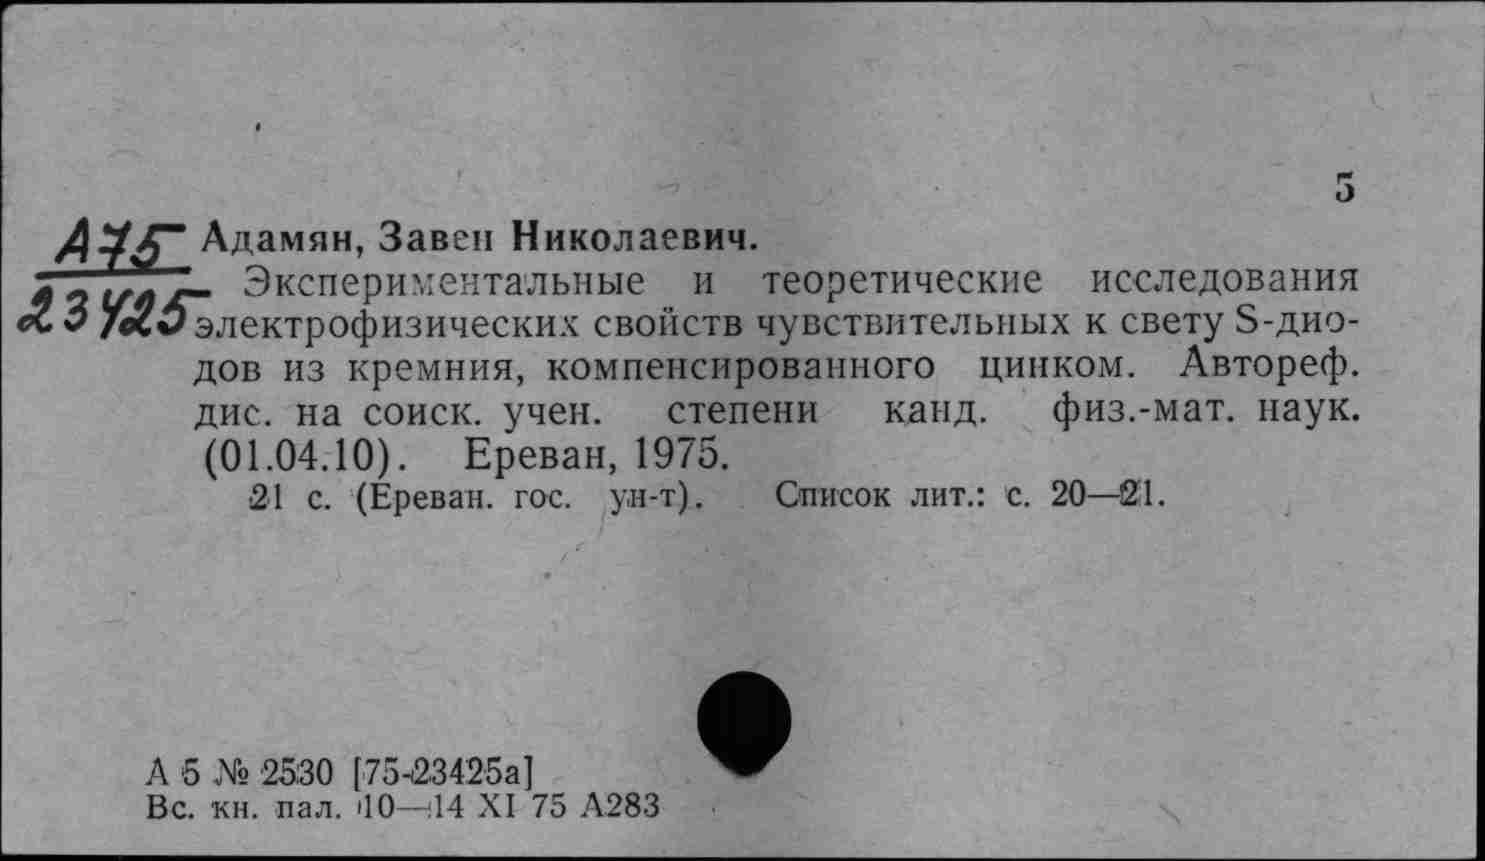 5
А75 Адамян, Завен Николаевич.
Экспериментальные и теоретические исследования
23425 электрофизических свойств чувствительных к свету S-дио-
дов из кремния, компенсированного цинком. Автореф.
дис. на соиск. учен. степени канд. физ.-мат. наук.
(01.04.10). Ереван, 1975.
21 с. (Ереван. гос. ун-т). Список лит.: с. 20—21.
А 5 № 2530 [75-23425а]
Вс. кн. пал. 10—14 XI 75 А283